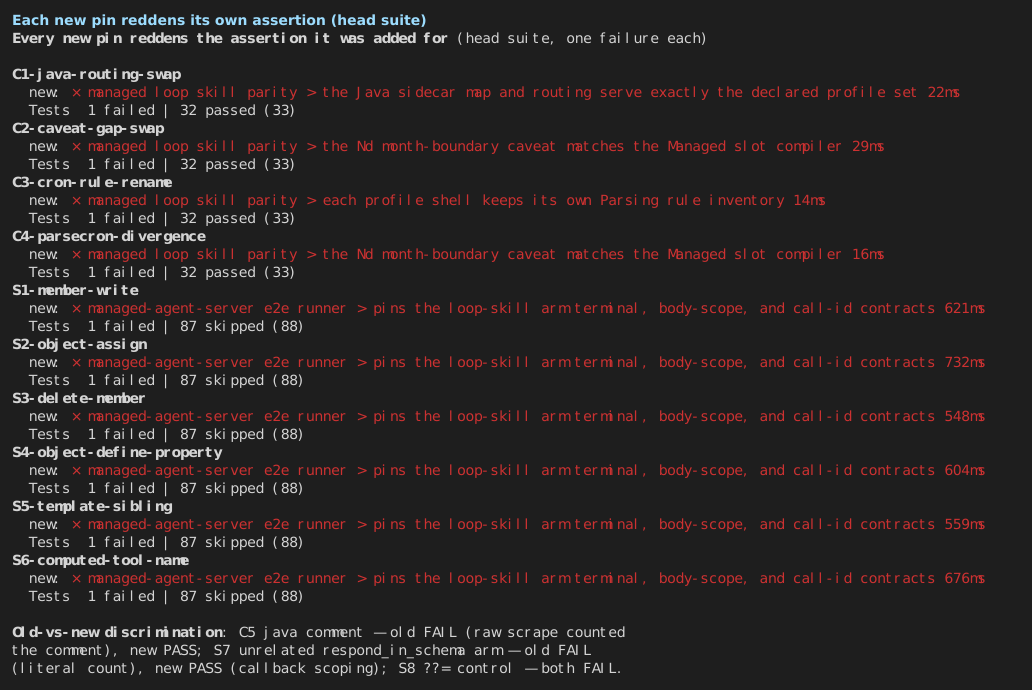 Each new pin reddens its own assertion (head suite)
Every new pin reddens the assertion it was added for (head suite, one failure each)
C1-java-routing-swap
new: × managed loop skill parity > the Java sidecar map and routing serve exactly the declared profile set 22ms
Tests 1 failed | 32 passed (33)
C2-caveat-gap-swap
new: × managed loop skill parity > the Nd month-boundary caveat matches the Managed slot compiler 29ms
Tests 1 failed | 32 passed (33)
C3-cron-rule-rename
new: × managed loop skill parity > each profile shell keeps its own Parsing rule inventory 14ms
Tests 1 failed | 32 passed (33)
C4-parsecron-divergence
new: × managed loop skill parity > the Nd month-boundary caveat matches the Managed slot compiler 16ms
Tests 1 failed | 32 passed (33)
S1-member-write
new: × managed-agent-server e2e runner > pins the loop-skill arm terminal, body-scope, and call-id contracts 621ms
Tests 1 failed | 87 skipped (88)
S2-object-assign
new: × managed-agent-server e2e runner > pins the loop-skill arm terminal, body-scope, and call-id contracts 732ms
Tests 1 failed | 87 skipped (88)
S3-delete-member
new: × managed-agent-server e2e runner > pins the loop-skill arm terminal, body-scope, and call-id contracts 548ms
Tests 1 failed | 87 skipped (88)
S4-object-define-property
new: × managed-agent-server e2e runner > pins the loop-skill arm terminal, body-scope, and call-id contracts 604ms
Tests 1 failed | 87 skipped (88)
S5-template-sibling
new: × managed-agent-server e2e runner > pins the loop-skill arm terminal, body-scope, and call-id contracts 559ms
Tests 1 failed | 87 skipped (88)
S6-computed-tool-name
new: × managed-agent-server e2e runner > pins the loop-skill arm terminal, body-scope, and call-id contracts 676ms
Tests 1 failed | 87 skipped (88)
Old-vs-new discrimination: C5 java comment — old FAIL (raw scrape counted
the comment), new PASS; S7 unrelated respond_in_schema arm — old FAIL
(literal count), new PASS (callback scoping); S8 ??= control — both FAIL.